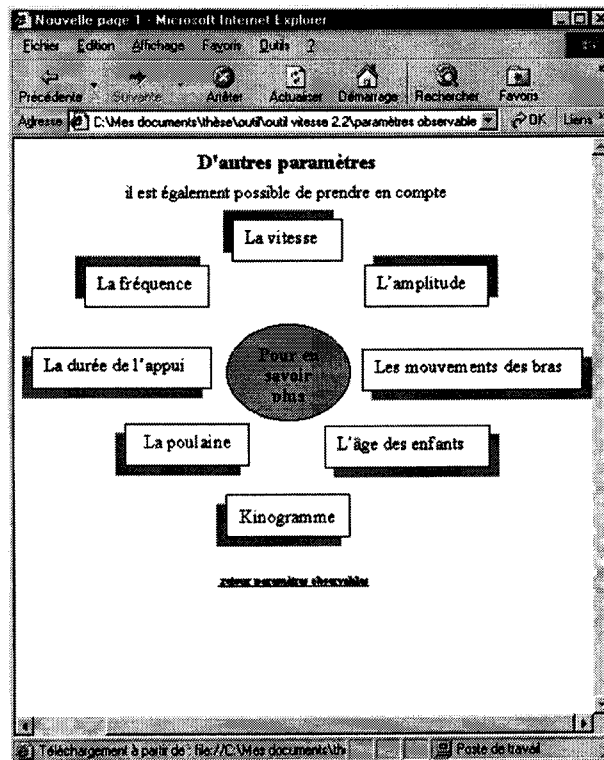 Nouvelle page 1 - Microsoft Internet Explorer
Fichier Edition Affichage Favoris Outils ?
Précédente Suivante Arrêter Actualiser Démarrage Rechercher Favoris
Adresse C:\Mes documents\thèse\outil\outil vitesse 2.2\paramètres observable OK Liens
D'autres paramètres
il est également possible de prendre en compte
La vitesse
La fréquence
L'amplitude
La durée de l'appui
Pour en
savoir
plus
Les mouvements des bras
La poulaine
L'âge des enfants
Kinogramme
retour paramètres observables
Téléchargement à partir de : file://C:\Mes documents\th
Poste de travail